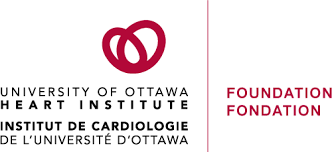 UNIVERSITY OF OTTAWA
HEART INSTITUTE
INSTITUT DE CARDIOLOGIE
DE L'UNIVERSITÉ D'OTTAWA
FOUNDATION
FONDATION